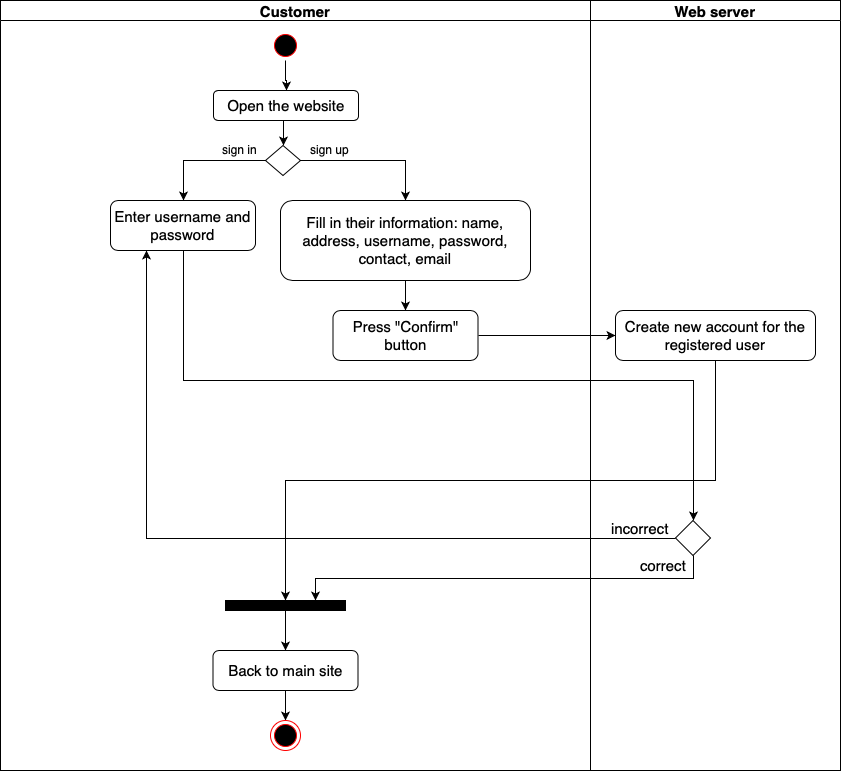 Customer
Web server
Open the website
sign in
sign up
Enter username and
password
Fill in their information: name,
address, username, password,
contact, email
Press "Confirm"
button
Create new account for the
registered user
incorrect
correct
Back to main site